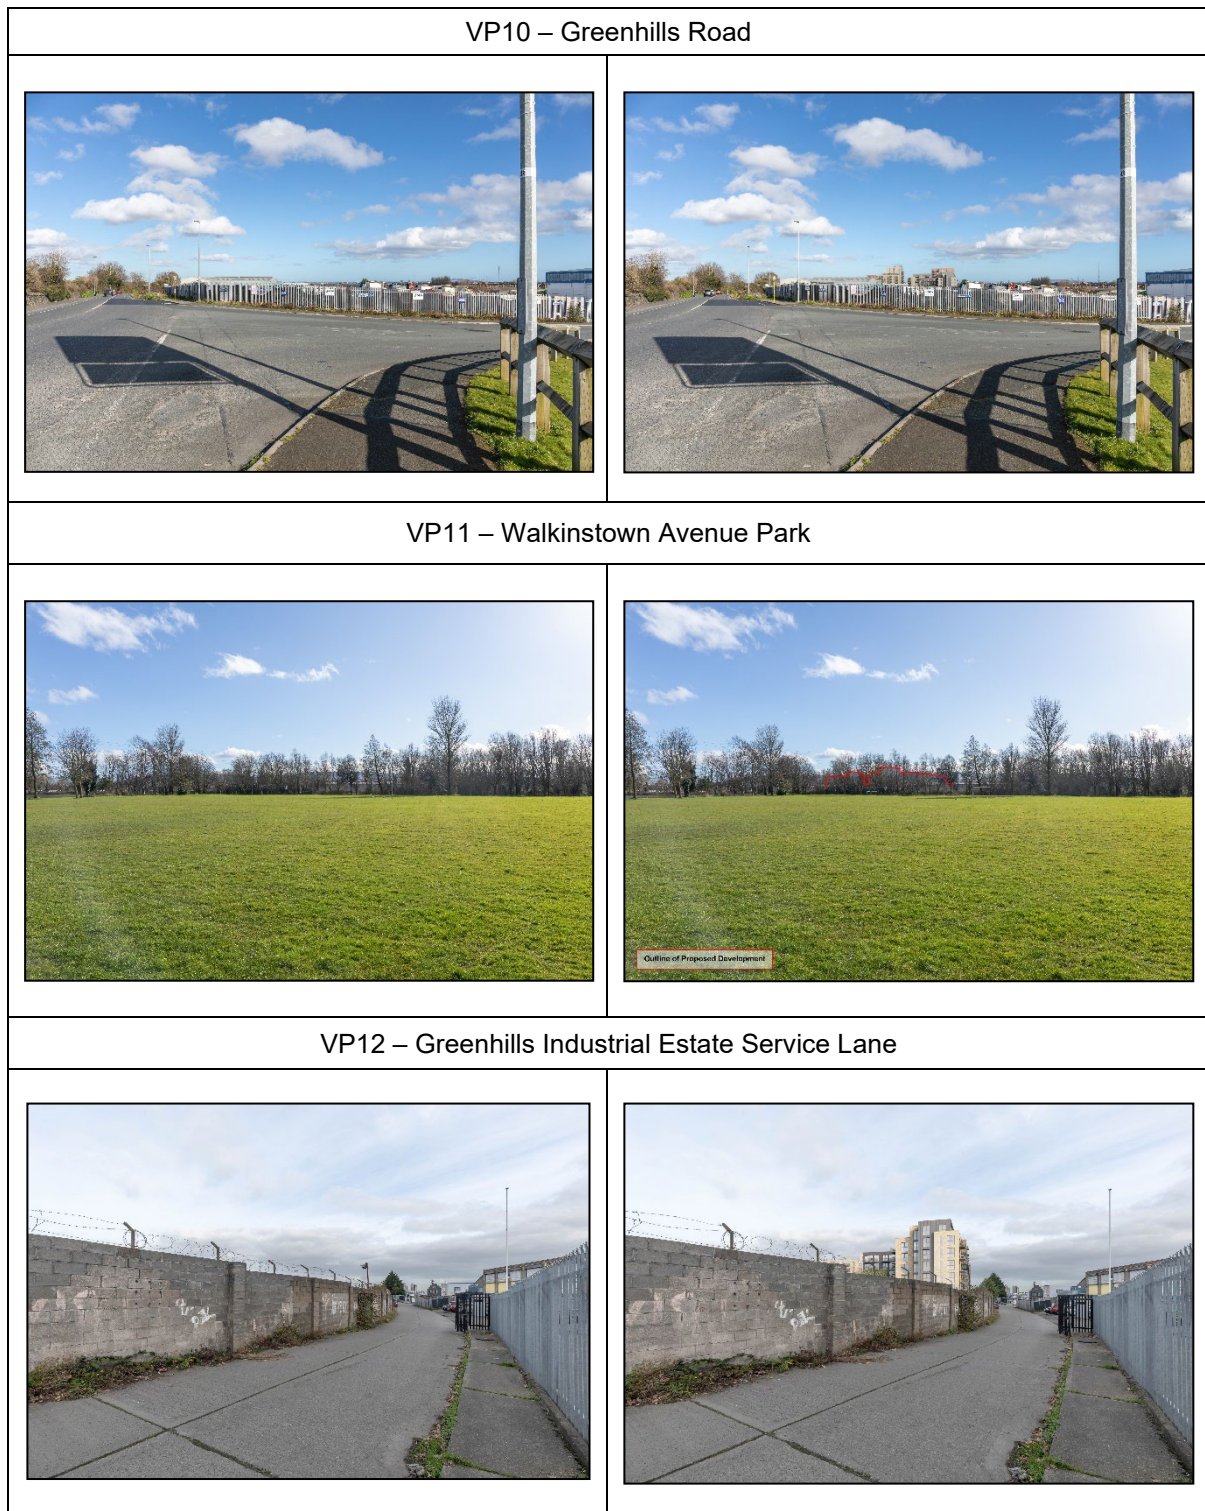 VP10 – Greenhills Road
VP11 – Walkinstown Avenue Park
Outline of Proposed Development
VP12 – Greenhills Industrial Estate Service Lane